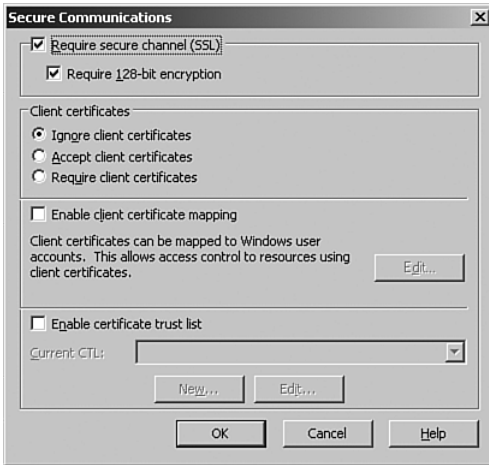 Secure Communications
Require secure channel (SSL)
Require 128-bit encryption
Client certificates
Ignore client certificates
Accept client certificates
Require client certificates
Enable client certificate mapping
Client certificates can be mapped to Windows user
accounts. This allows access control to resources using
client certificates.
Edit...
Enable certificate trust list
Current CTL:
New...
Edit...
OK
Cancel
Help